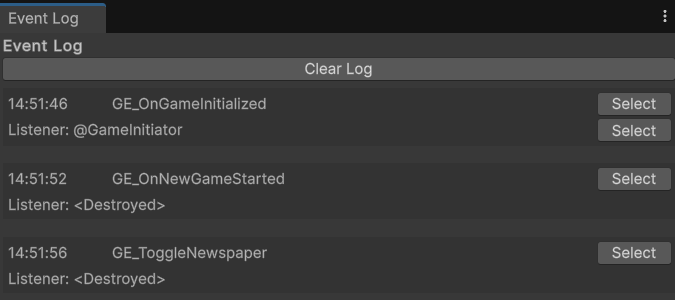 Event Log
Event Log
Clear Log
14:51:46 GE_OnGameInitialized Select
Listener: @GameInitiator Select
14:51:52 GE_OnNewGameStarted Select
Listener: <Destroyed>
14:51:56 GE_ToggleNewspaper Select
Listener: <Destroyed>